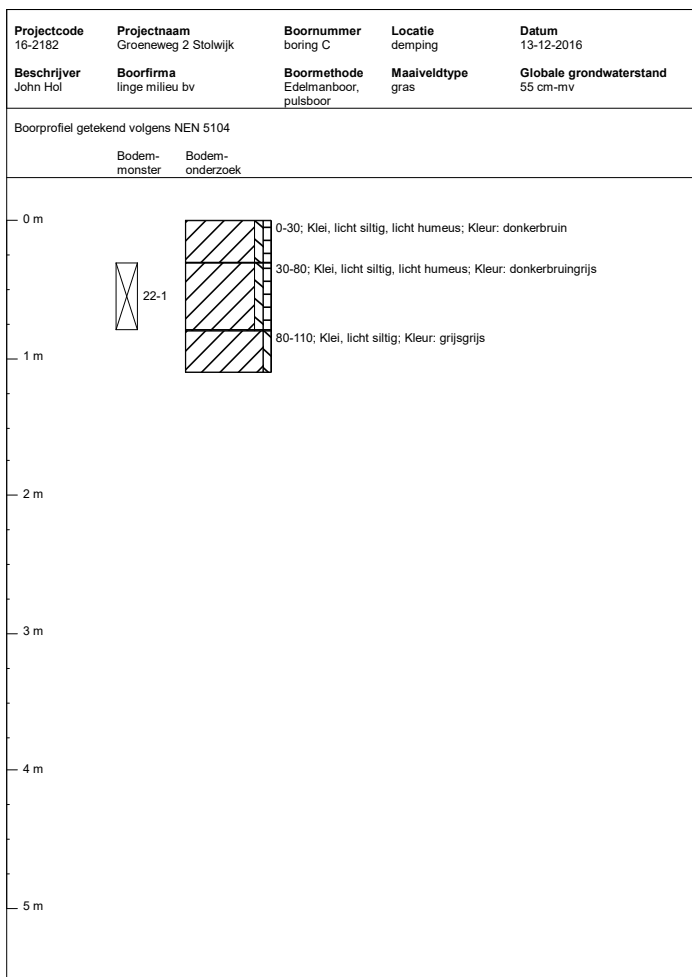 Projectcode Projectnaam Boornummer Locatie Datum
16-2182 Groeneweg 2 Stolwijk boring C demping 13-12-2016
Beschrijver Boorfirma Boormethode Maaiveldtype Globale grondwaterstand
John Hol linge milieu bv Edelmanboor, gras 55 cm-mv
pulsboor
Boorprofiel getekend volgens NEN 5104
Bodem- Bodem-
monster onderzoek
0 m
0-30; Klei, licht siltig, licht humeus; Kleur: donkerbruin
30-80; Klei, licht siltig, licht humeus; Kleur: donkerbruingrijs
22-1
80-110; Klei, licht siltig; Kleur: grijsgrijs
1 m
2 m
3 m
4 m
5 m